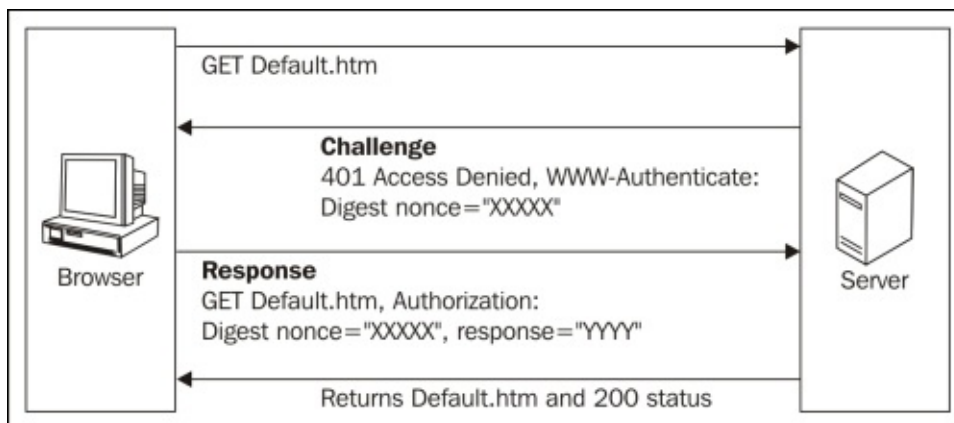 GET Default.htm
Challenge
401 Access Denied, WWW-Authenticate:
Digest nonce="XXXXX"
Browser
Server
Response
GET Default.htm, Authorization:
Digest nonce="XXXXX", response="YYYY"
Returns Default.htm and 200 status